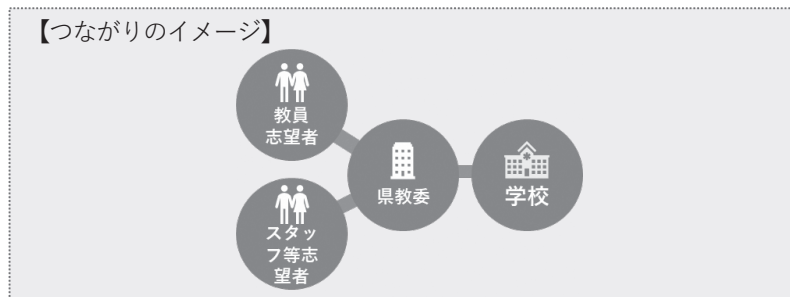 【つながりのイメージ】
教員
志望者
県教委
学校
スタッ
フ等志
望者